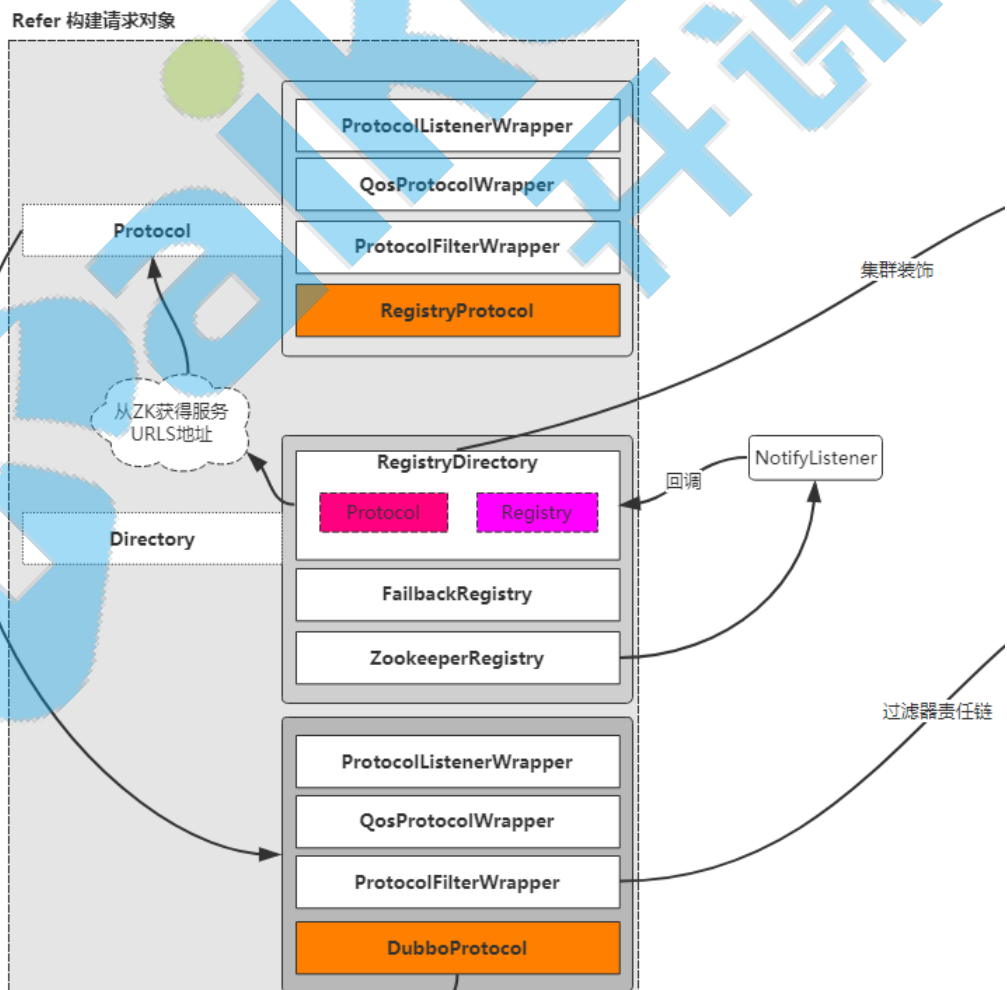 Refer 构建请求对象
ProtocolListenerWrapper
QosProtocolWrapper
Protocol
ProtocolFilterWrapper
集群装饰
RegistryProtocol
从ZK获得服务
URLS地址
RegistryDirectory
NotifyListener
回调
Protocol
Registry
Directory
FailbackRegistry
ZookeeperRegistry
过滤器责任链
ProtocolListenerWrapper
QosProtocolWrapper
ProtocolFilterWrapper
DubboProtocol